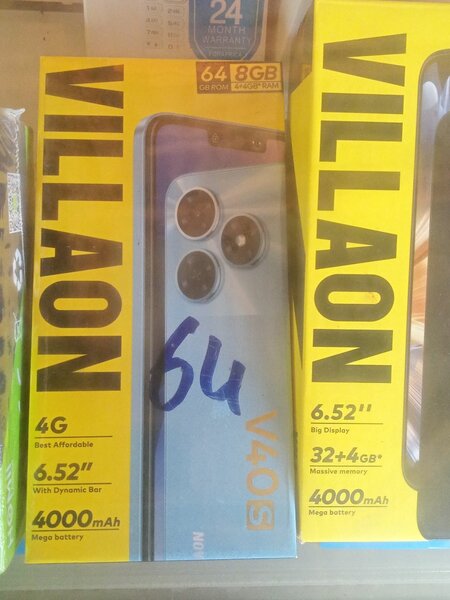 24
MONTH
WARRANTY
VILLAON
64
GB ROM
8GB
4+4GB* RAM
64
V40S
4G
Best Affordable
6.52"
With Dynamic Bar
4000mAh
Mega battery
VILLAON
6.52''
Big Display
32+4GB*
Massive memory
4000mAh
Mega battery